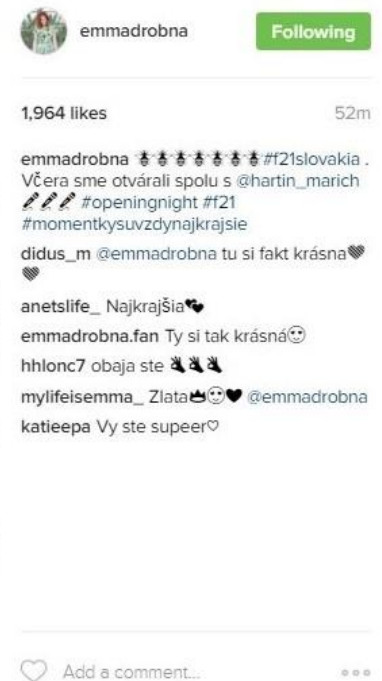 emmadrobna Following
1,964 likes 52m
emmadrobna 🐜🐜🐜🐜🐜🐜🐜#f21slovakia .
Včera sme otvárali spolu s @hartin_marich
🖊🖊🖊 #openingnight #f21
#momentkysuvzdynajkrajsie
didus_m @emmadrobna tu si fakt krásna💜
💜
anetslife_ NajkrajŠia💕
emmadrobna.fan Ty si tak krásná🙂
hhlonc7 obaja ste 👌👌👌
mylifeisemma_ Zlata👑🙂❤ @emmadrobna
katieepa Vy ste supeer♡
Add a comment...